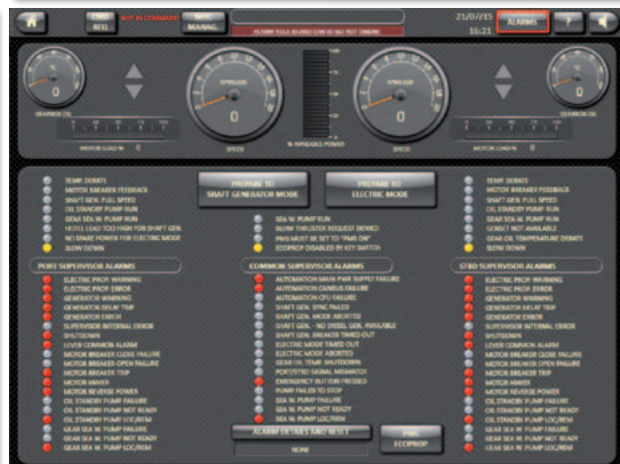 CMD
REQ.
NOT IN COMMAND
MANAG.
21/07/15
16:21
ALARMS
?
ALARM
°C
0
GEARBOX OIL
RPMx100
0
SPEED
% AVAILABLE POWER
RPMx100
0
SPEED
°C
0
GEARBOX OIL
MOTOR LOAD % 0
MOTOR LOAD % 0
PREPARE TO
SHAFT GENERATOR MODE
PREPARE TO
ELECTRIC MODE
TEMP. DERATE
MOTOR BREAKER FEEDBACK
SHAFT GEN. FULL SPEED
OIL STANDBY PUMP RUN
GEAR SEA W. PUMP RUN
HOTEL LOAD TOO HIGH FOR SHAFT GEN.
NO SPARE POWER FOR ELECTRIC MODE
SLOW DOWN
SEA W. PUMP RUN
BLOW THRUSTER REQUEST DENIED
PMS MUST BE SET TO "PMS ON"
ECOPROP DISABLED BY KEY SWITCH
TEMP. DERATE
MOTOR BREAKER FEEDBACK
SHAFT GEN. FULL SPEED
OIL STANDBY PUMP RUN
GEAR SEA W. PUMP RUN
GENSET NOT AVAILABLE
GEAR OIL TEMPERATURE DERATE
SLOW DOWN
PORT SUPERVISOR ALARMS
ELECTRIC PROP. WARNING
ELECTRIC PROP. ERROR
GENERATOR WARNING
GENERATOR DELAY TRIP
GENERATOR ERROR
SUPERVISOR INTERNAL ERROR
SHUTDOWN
LEVER COMMON ALARM
MOTOR BREAKER CLOSE FAILURE
MOTOR BREAKER OPEN FAILURE
MOTOR BREAKER TRIP
MOTOR MAYER
MOTOR REVERSE POWER
OIL STANDBY PUMP FAILURE
OIL STANDBY PUMP NOT READY
OIL STANDBY PUMP LOC/REM
GEAR SEA W. PUMP FAILURE
GEAR SEA W. PUMP NOT READY
GEAR SEA W. PUMP LOC/REM
COMMON SUPERVISOR ALARMS
AUTOMATION MAIN PWR SUPPLY FAILURE
AUTOMATION CANBUS FAILURE
AUTOMATION CPU FAILURE
SHAFT GEN. SYNC FAILED
SHAFT GEN. MODE ABORTED
SHAFT GEN. - NO DIESEL GEN. AVAILABLE
SHAFT GEN. BREAKER TIMED OUT
ELECTRIC MODE TIMED OUT
ELECTRIC MODE ABORTED
GEAR OIL TEMP. SHUTDOWN
PORT/STBD SIGNAL MISMATCH
EMERGENCY BUTTON PRESSED
PUMP FAILED TO STOP
SEA W. PUMP FAILURE
SEA W. PUMP NOT READY
SEA W. PUMP LOC/REM
ALARM DETAILS AND RESET
NONE
PMS
ECOPROP
STBD SUPERVISOR ALARMS
ELECTRIC PROP. WARNING
ELECTRIC PROP. ERROR
GENERATOR WARNING
GENERATOR DELAY TRIP
GENERATOR ERROR
SUPERVISOR INTERNAL ERROR
SHUTDOWN
LEVER COMMON ALARM
MOTOR BREAKER CLOSE FAILURE
MOTOR BREAKER OPEN FAILURE
MOTOR BREAKER TRIP
MOTOR MAYER
MOTOR REVERSE POWER
OIL STANDBY PUMP FAILURE
OIL STANDBY PUMP NOT READY
OIL STANDBY PUMP LOC/REM
GEAR SEA W. PUMP FAILURE
GEAR SEA W. PUMP NOT READY
GEAR SEA W. PUMP LOC/REM